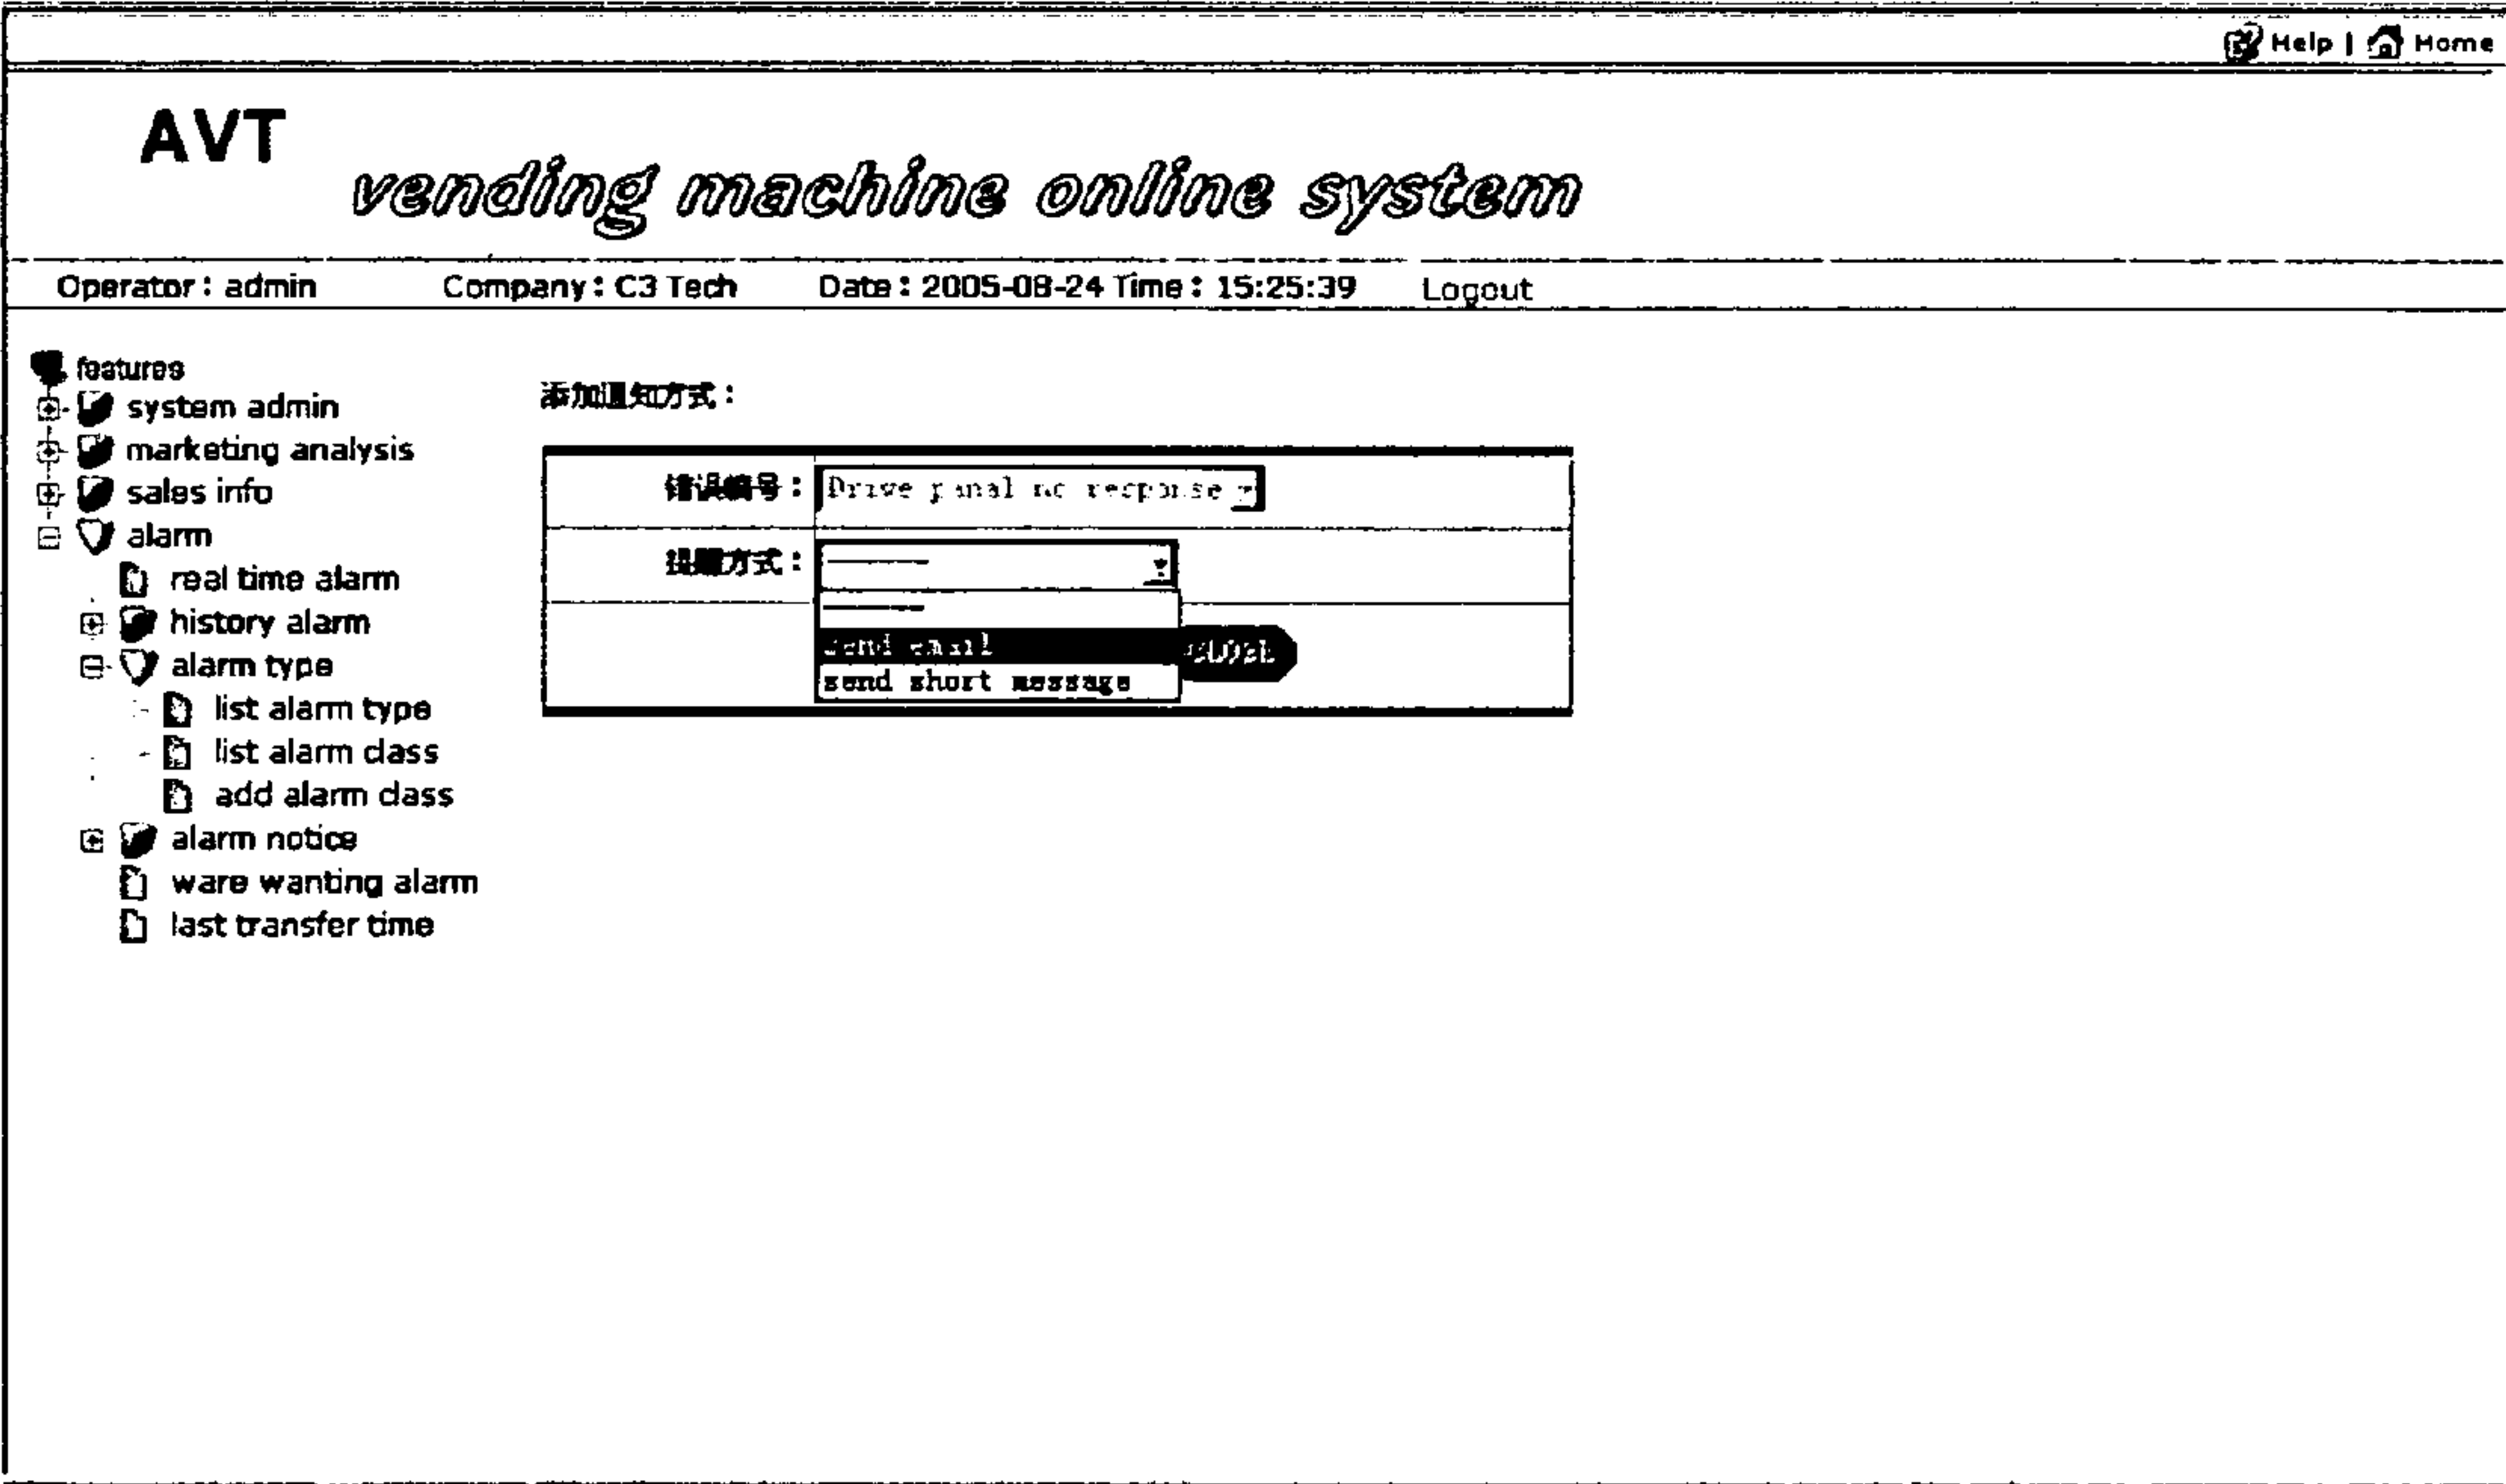 Help | Home
AVT
vending machine online system
Operator : admin Company : C3 Tech Date : 2005-08-24 Time : 15:25:39 Logout
features
system admin
marketing analysis
sales info
alarm
real time alarm
history alarm
alarm type
list alarm type
list alarm class
add alarm class
alarm notice
ware wanting alarm
last transfer time
添加通知方式：
错误编号： Drive panal no response
提醒方式：
send email
send short message